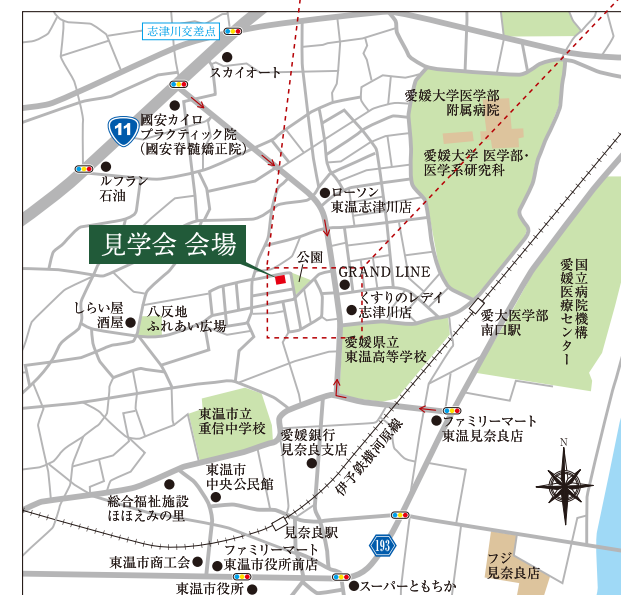 志津川交差点
スカイオート
愛媛大学医学部
附属病院
國安カイロ
プラクティック院
(國安脊髄矯正院)
11
愛媛大学 医学部・
医学系研究科
ルフラン
石油
ローソン
東温志津川店
見学会 会場
公園
GRAND LINE
国立病院機構
愛媛医療センター
しらい屋
酒屋
八反地
ふれあい広場
くすりのレデイ
志津川店
愛大医学部
南口駅
愛媛県立
東温高等学校
東温市立
重信中学校
ファミリーマート
東温見奈良店
愛媛銀行
見奈良支店
伊予鉄横河原線
N
東温市
中央公民館
総合福祉施設
ほほえみの里
見奈良駅
193
ファミリーマート
東温市役所前店
東温市商工会
フジ
見奈良店
東温市役所
スーパーともちか